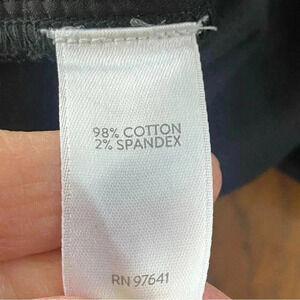 98% COTTON
2% SPANDEX
RN 97641